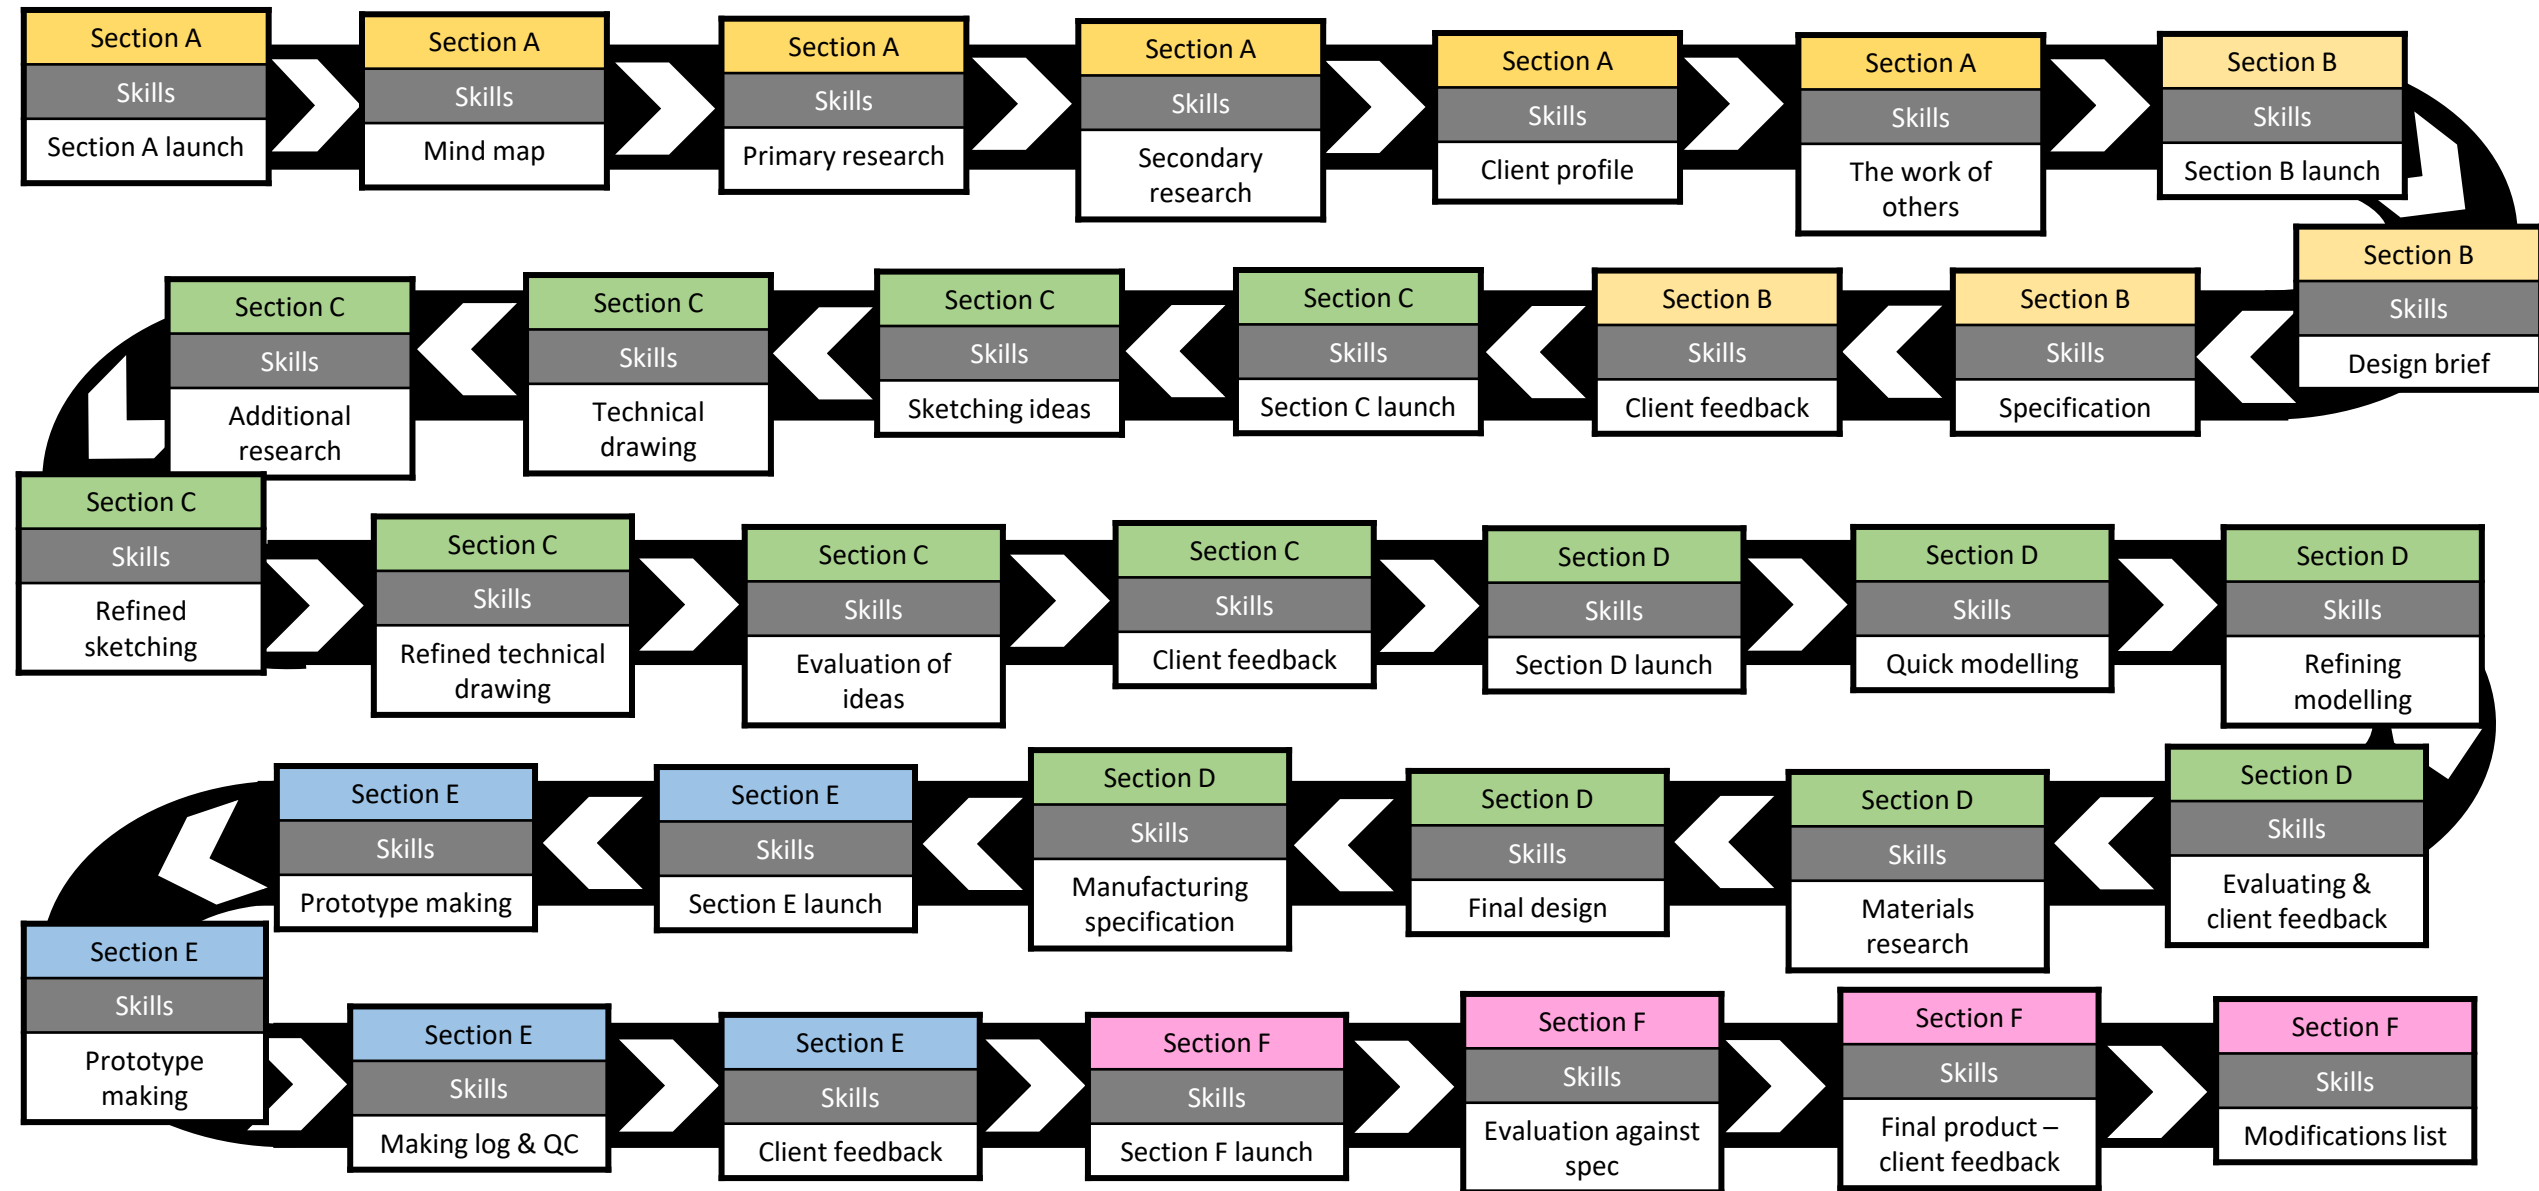 Section A
Skills
Section A launch
Section A
Skills
Mind map
Section A
Skills
Primary research
Section A
Skills
Secondary
research
Section A
Skills
Client profile
Section A
Skills
The work of
others
Section B
Skills
Section B launch
Section B
Skills
Design brief
Section B
Skills
Specification
Section B
Skills
Client feedback
Section C
Skills
Section C launch
Section C
Skills
Sketching ideas
Section C
Skills
Technical
drawing
Section C
Skills
Additional
research
Section C
Skills
Refined
sketching
Section C
Skills
Refined technical
drawing
Section C
Skills
Evaluation of
ideas
Section C
Skills
Client feedback
Section D
Skills
Section D launch
Section D
Skills
Quick modelling
Section D
Skills
Refining
modelling
Section D
Skills
Evaluating &
client feedback
Section D
Skills
Materials
research
Section D
Skills
Final design
Section D
Skills
Manufacturing
specification
Section E
Skills
Section E launch
Section E
Skills
Prototype making
Section E
Skills
Prototype
making
Section E
Skills
Making log & QC
Section E
Skills
Client feedback
Section F
Skills
Section F launch
Section F
Skills
Evaluation against
spec
Section F
Skills
Final product –
client feedback
Section F
Skills
Modifications list